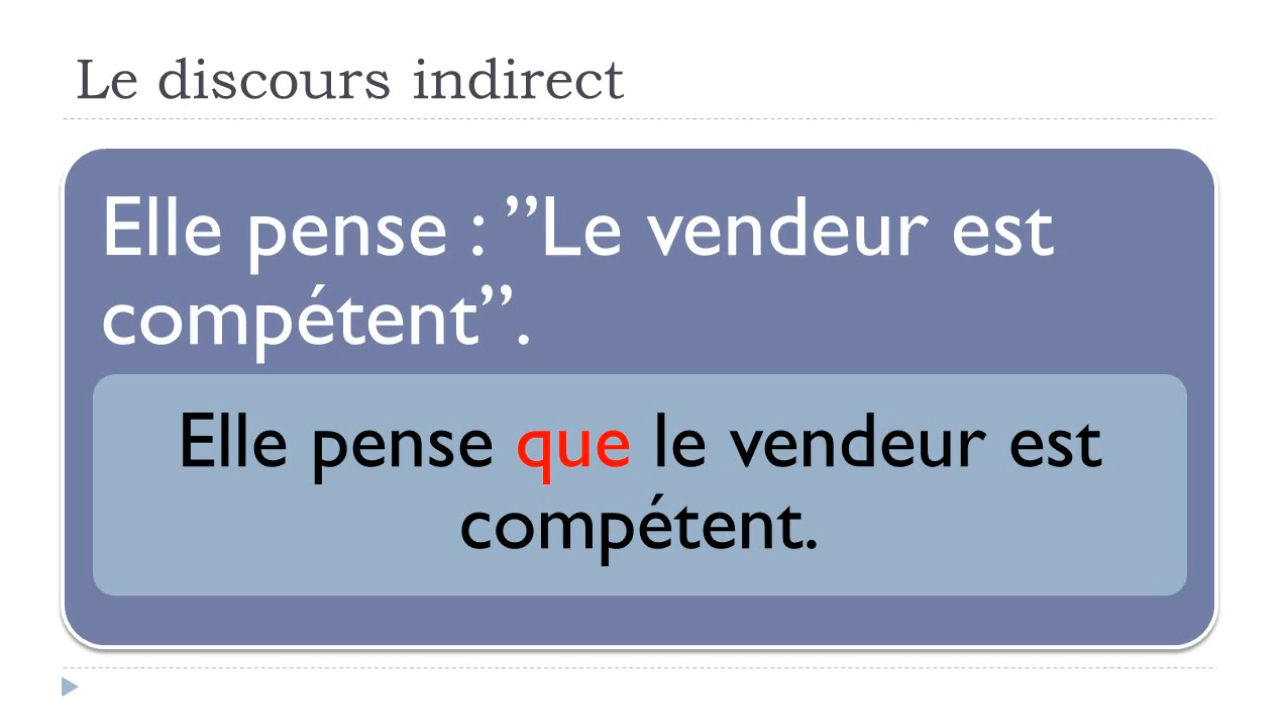 Le discours indirect
Elle pense : ”Le vendeur est
compétent”.
Elle pense que le vendeur est
compétent.